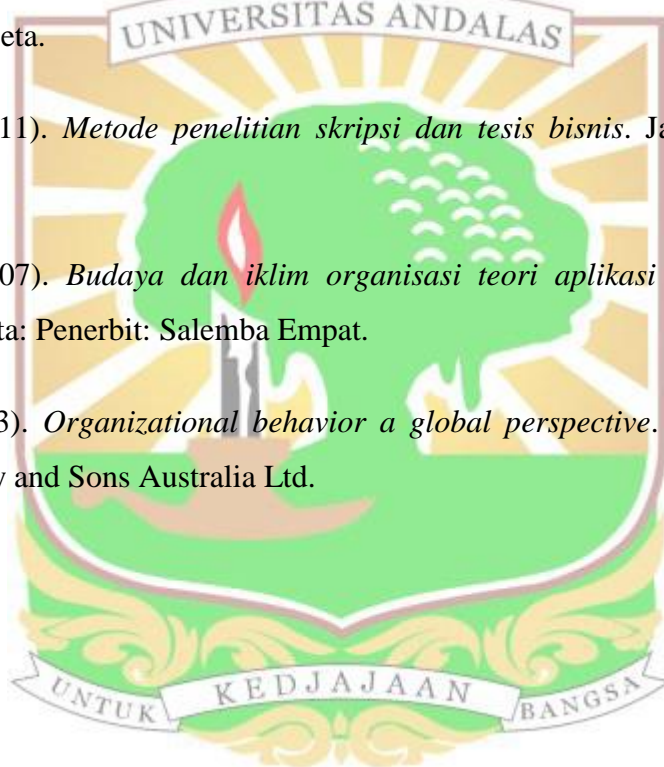 UNIVERSITAS ANDALAS
eta.
11). Metode penelitian skripsi dan tesis bisnis. Ja
07). Budaya dan iklim organisasi teori aplikasi
ta: Penerbit: Salemba Empat.
3). Organizational behavior a global perspective.
y and Sons Australia Ltd.
UNTUK KEDJAJAAN BANGSA